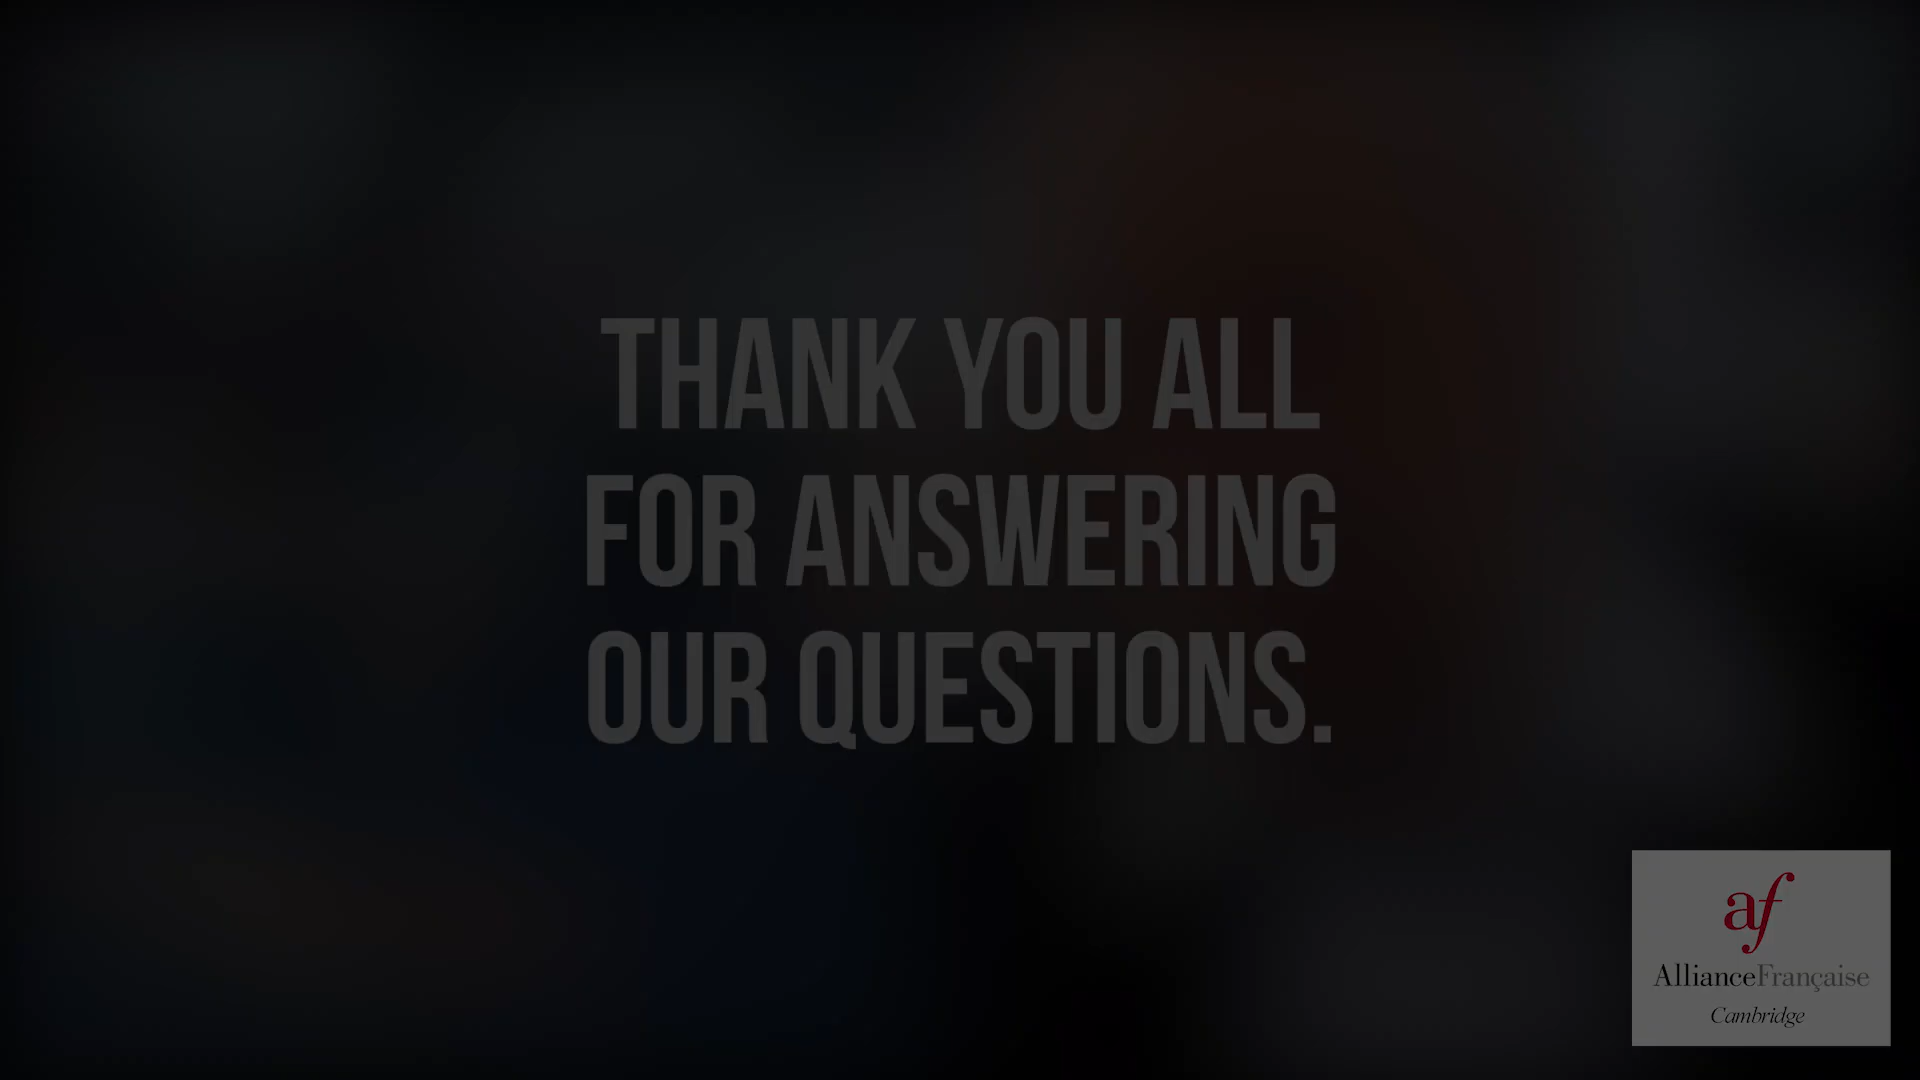 THANK YOU ALL
FOR ANSWERING
OUR QUESTIONS.
af
AllianceFrançaise
Cambridge